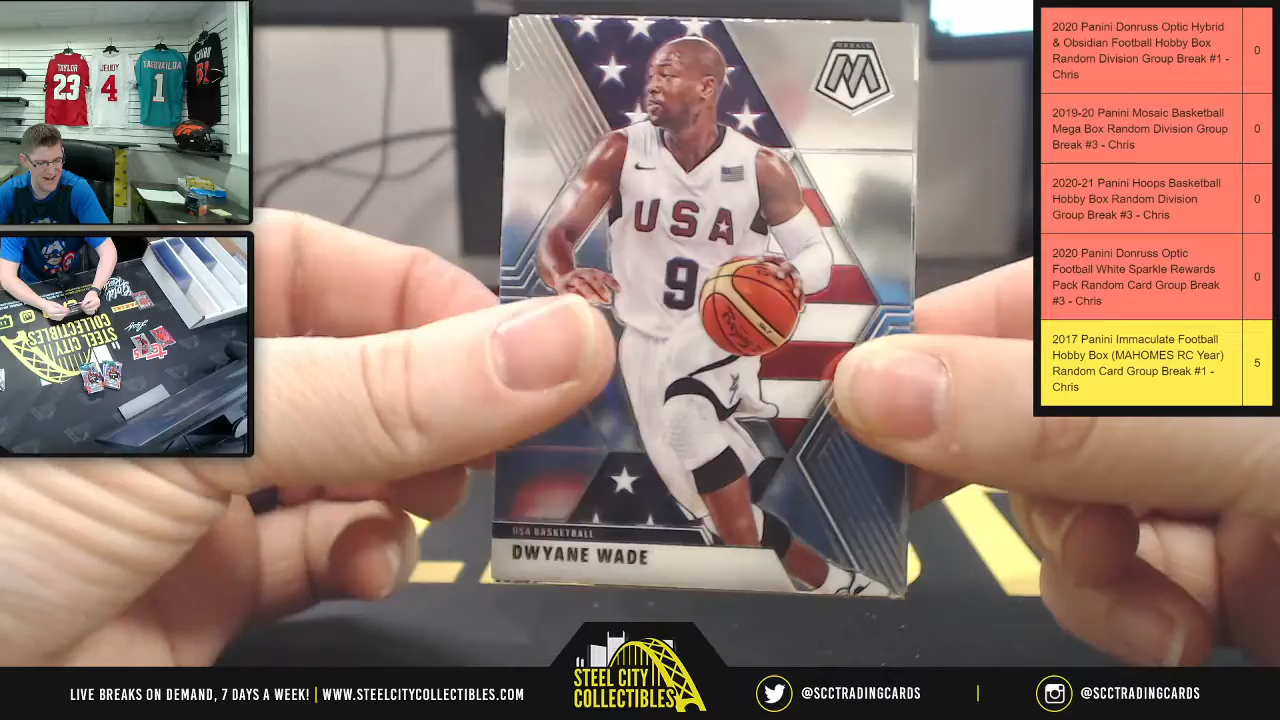 TAYLOR
23
JEUDY
4
TAGOVAILOA
1
STEEL CITY
COLLECTIBLES
MOSAIC
M
USA
9
USA BASKETBALL
DWYANE WADE
2020 Panini Donruss Optic Hybrid
& Obsidian Football Hobby Box
Random Division Group Break #1 -
Chris
0
2019-20 Panini Mosaic Basketball
Mega Box Random Division Group
Break #3 - Chris
0
2020-21 Panini Hoops Basketball
Hobby Box Random Division
Group Break #3 - Chris
0
2020 Panini Donruss Optic
Football White Sparkle Rewards
Pack Random Card Group Break
#3 - Chris
0
2017 Panini Immaculate Football
Hobby Box (MAHOMES RC Year)
Random Card Group Break #1 -
Chris
5
LIVE BREAKS ON DEMAND, 7 DAYS A WEEK! | WWW.STEELCITYCOLLECTIBLES.COM
STEEL CITY
COLLECTIBLES
@SCCTRADINGCARDS
@SCCTRADINGCARDS